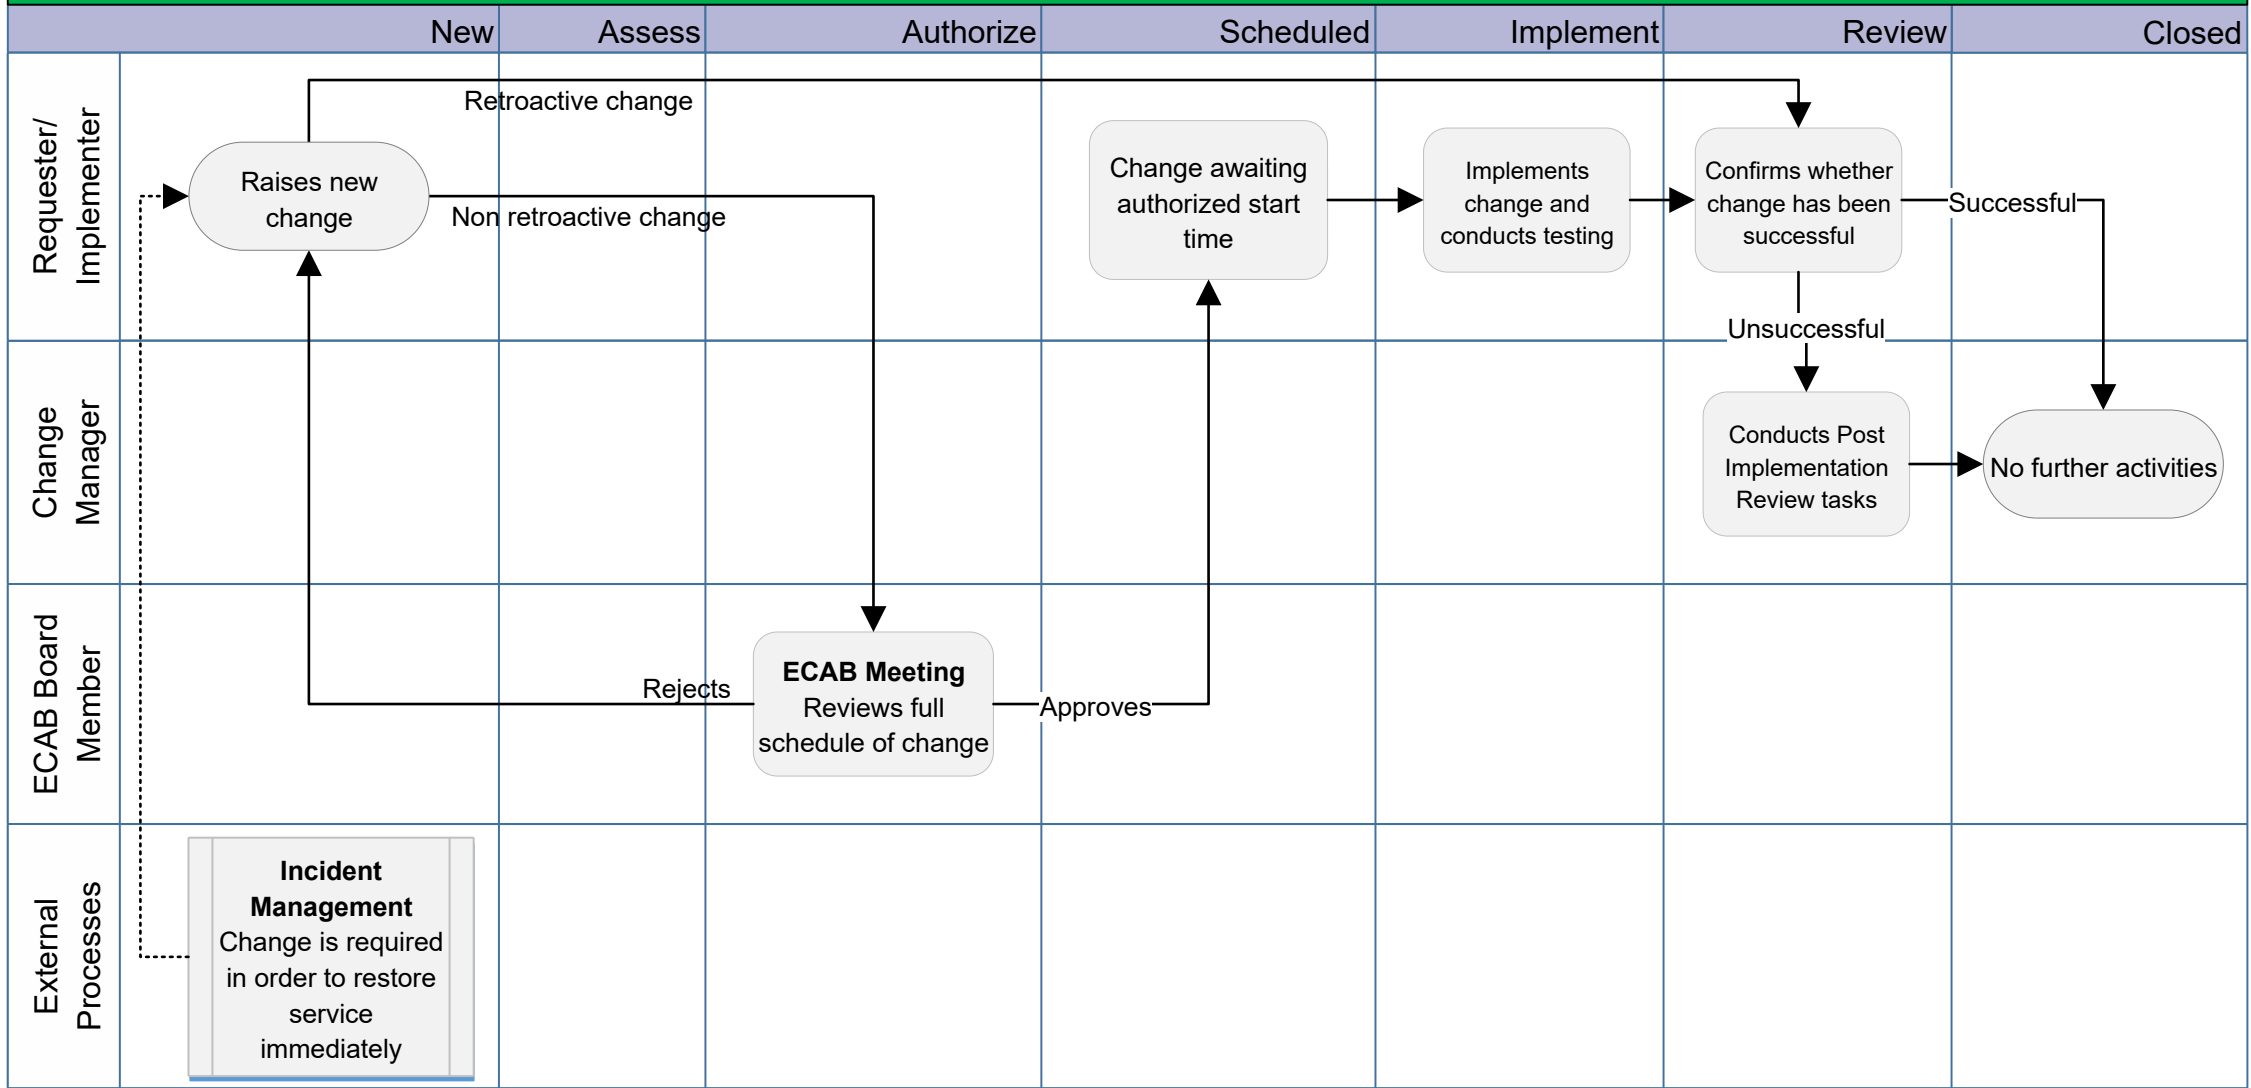 New
Assess
Authorize
Scheduled
Implement
Review
Closed
Requester/
Implementer
Retroactive change
Raises new
change
Non retroactive change
Change awaiting
authorized start
time
Implements
change and
conducts testing
Confirms whether
change has been
successful
Successful
Unsuccessful
Change
Manager
Conducts Post
Implementation
Review tasks
No further activities
ECAB Board
Member
Rejects
ECAB Meeting
Reviews full
schedule of change
Approves
External
Processes
Incident
Management
Change is required
in order to restore
service
immediately